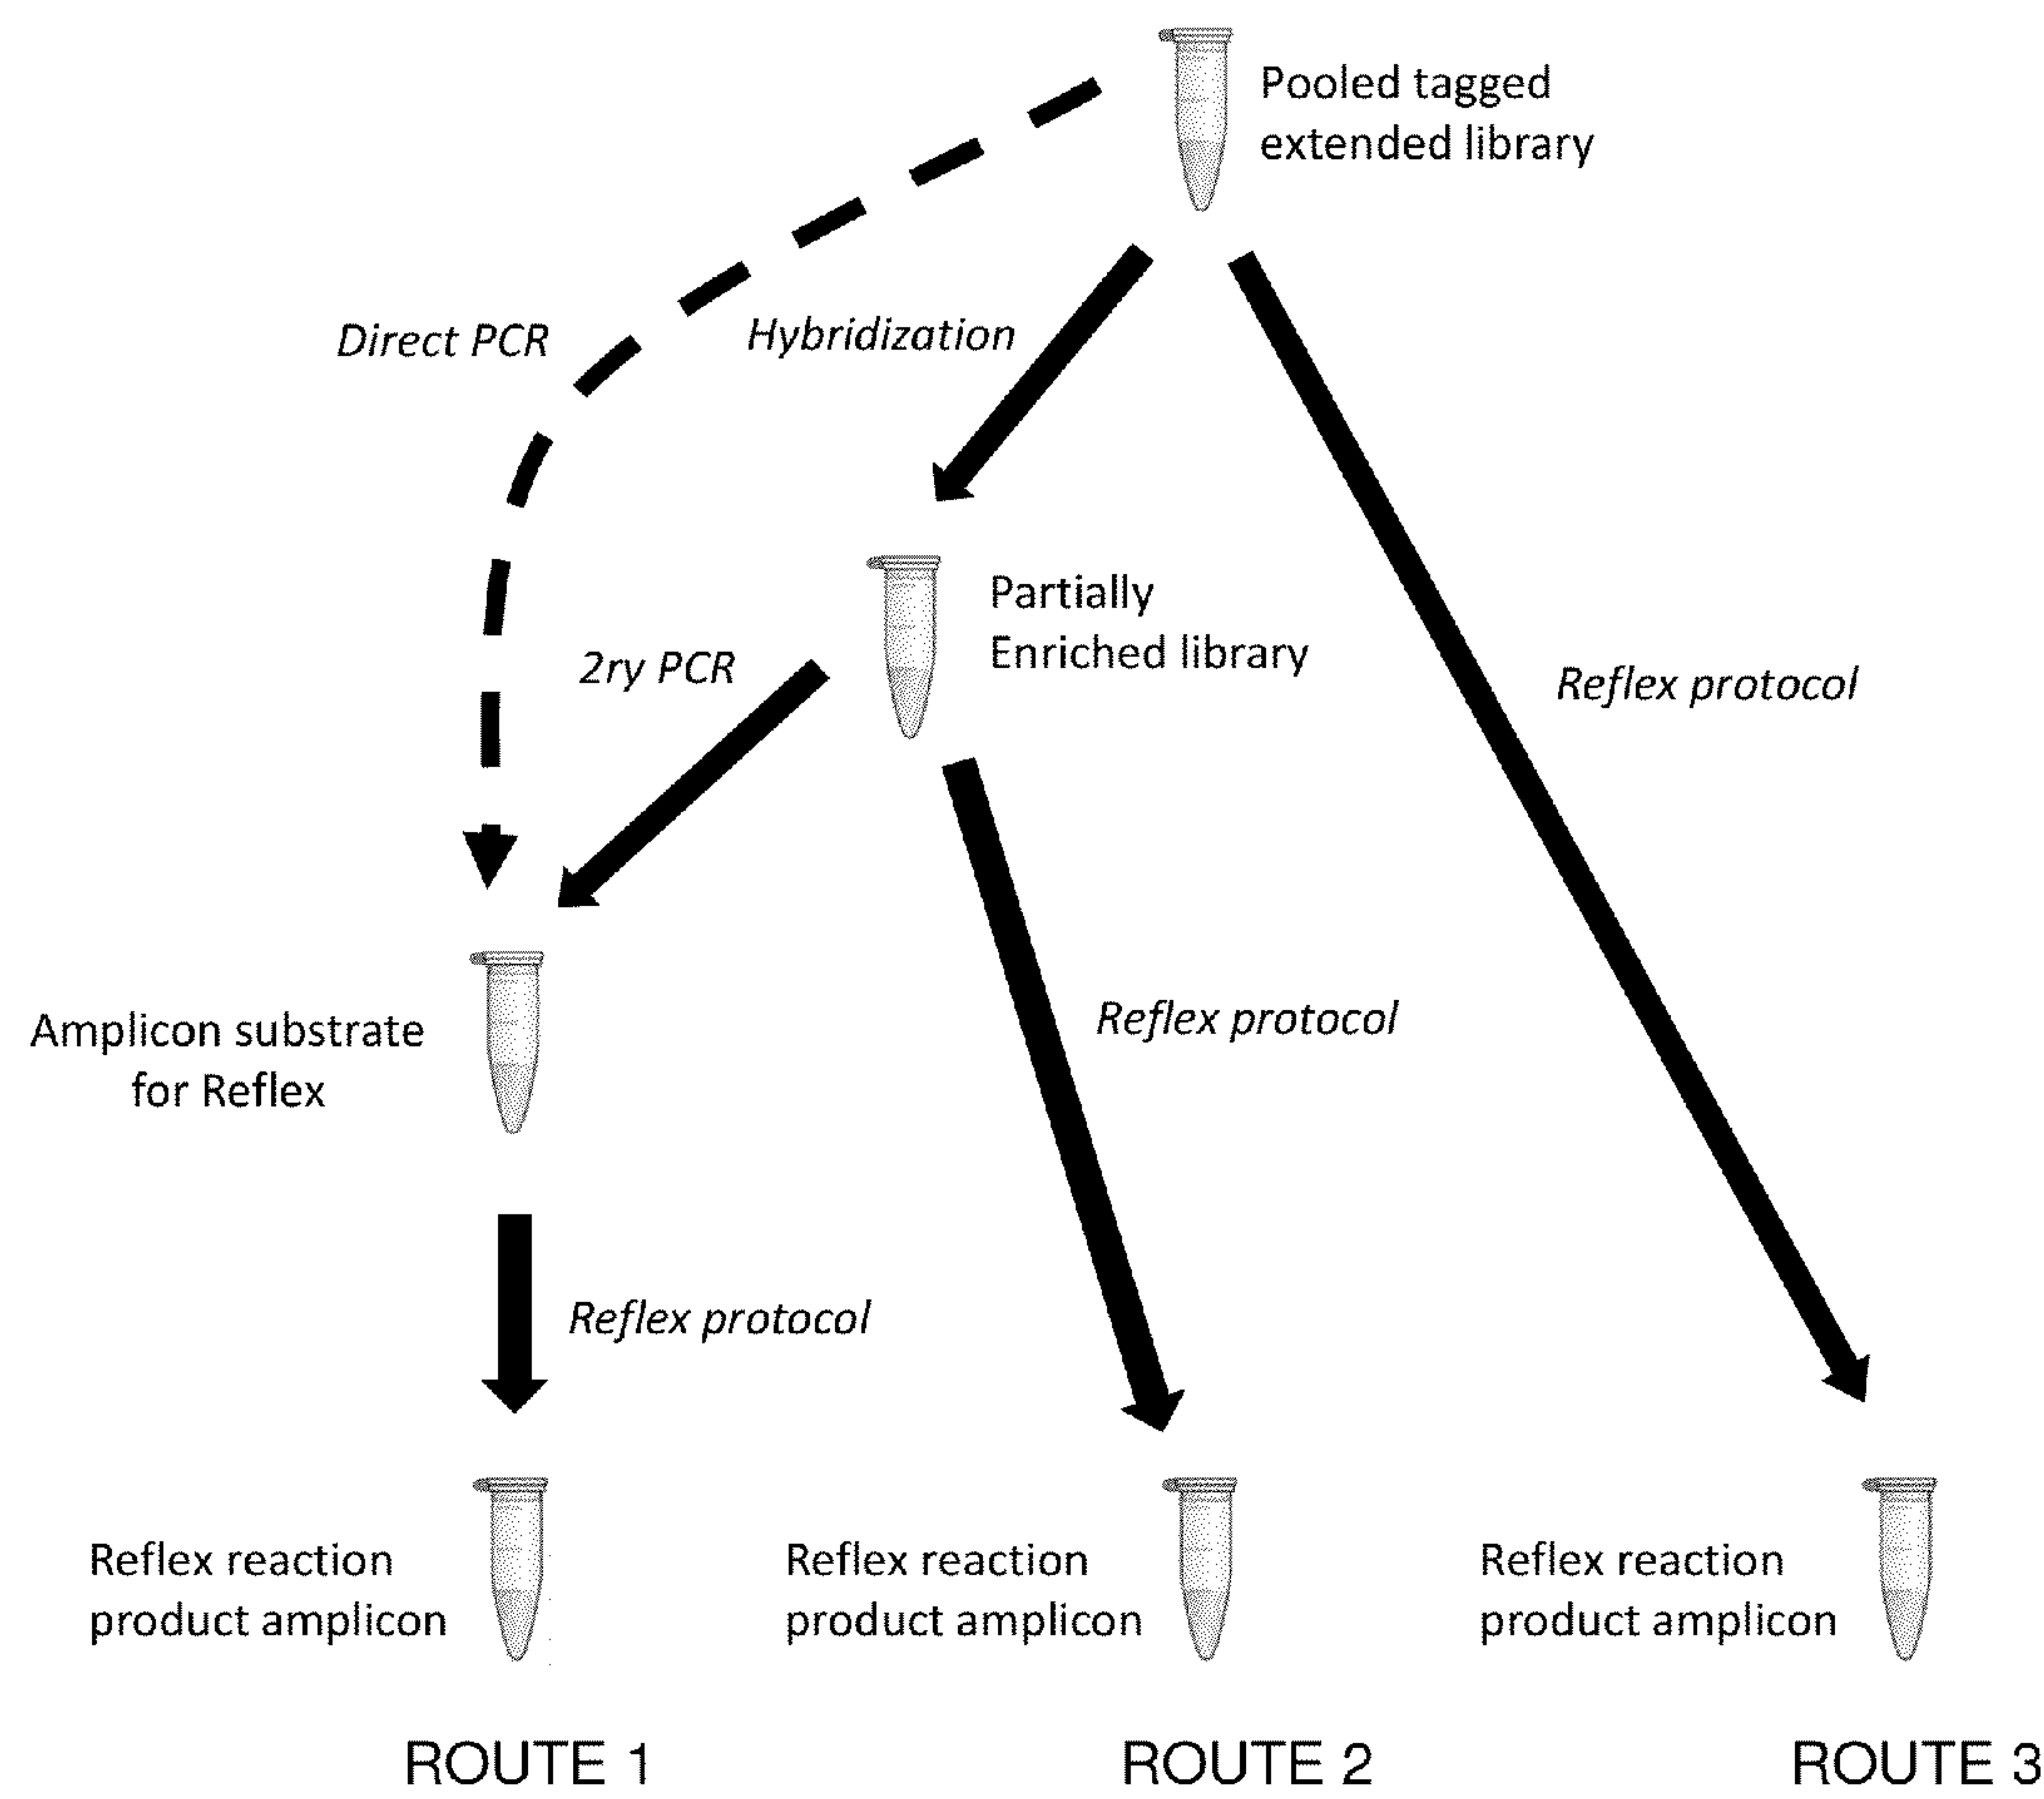 Pooled tagged
extended library
Direct PCR
Hybridization
Partially
Enriched library
2ry PCR
Reflex protocol
Amplicon substrate
for Reflex
Reflex protocol
Reflex protocol
Reflex reaction
product amplicon
Reflex reaction
product amplicon
Reflex reaction
product amplicon
ROUTE 1
ROUTE 2
ROUTE 3